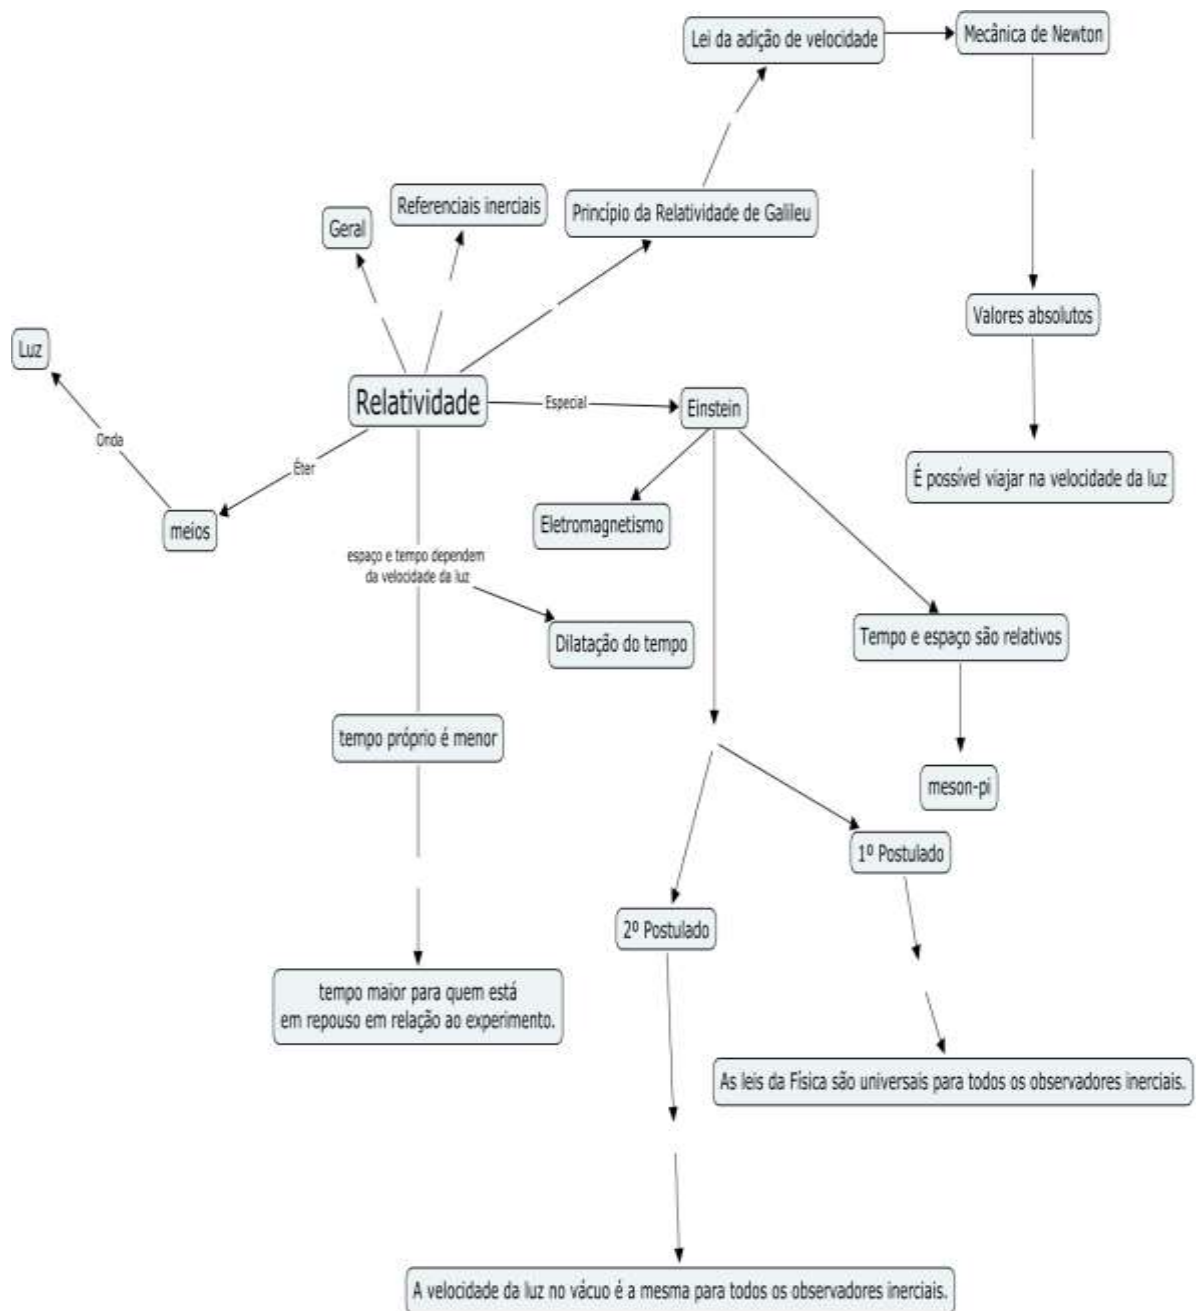 Lei da adição de velocidade
Mecânica de Newton
Referenciais inerciais
Princípio da Relatividade de Galileu
Geral
Valores absolutos
Luz
Relatividade
Especial
Einstein
Onda
Éter
É possível viajar na velocidade da luz
meios
Eletromagnetismo
espaço e tempo dependem
da velocidade da luz
Dilatação do tempo
Tempo e espaço são relativos
tempo próprio é menor
meson-pi
1º Postulado
2º Postulado
tempo maior para quem está
em repouso em relação ao experimento.
As leis da Física são universais para todos os observadores inerciais.
A velocidade da luz no vácuo é a mesma para todos os observadores inerciais.